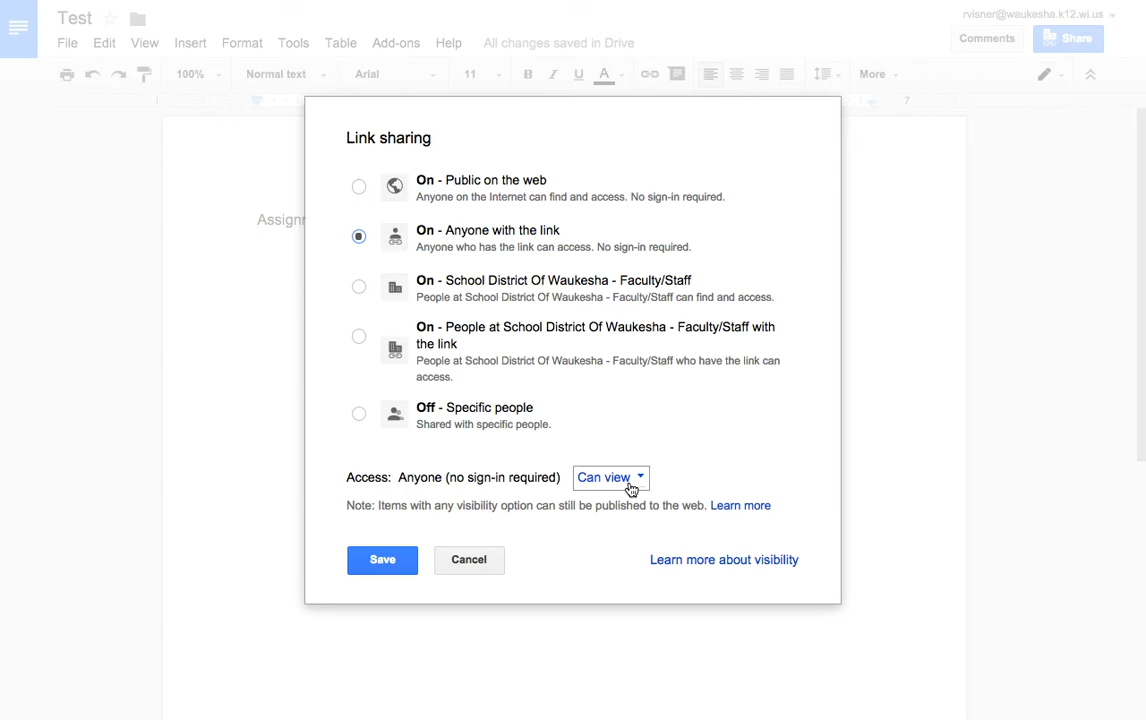 Test
rvisner@waukesha.k12.wi.us
File Edit View Insert Format Tools Table Add-ons Help All changes saved in Drive
Comments Share
100% Normal text Arial 11 B I U A More
7
Link sharing
On - Public on the web
Anyone on the Internet can find and access. No sign-in required.
On - Anyone with the link
Anyone who has the link can access. No sign-in required.
On - School District Of Waukesha - Faculty/Staff
People at School District Of Waukesha - Faculty/Staff can find and access.
On - People at School District Of Waukesha - Faculty/Staff with
the link
People at School District Of Waukesha - Faculty/Staff who have the link can
access.
Off - Specific people
Shared with specific people.
Access: Anyone (no sign-in required) Can view
Note: Items with any visibility option can still be published to the web. Learn more
Save Cancel Learn more about visibility